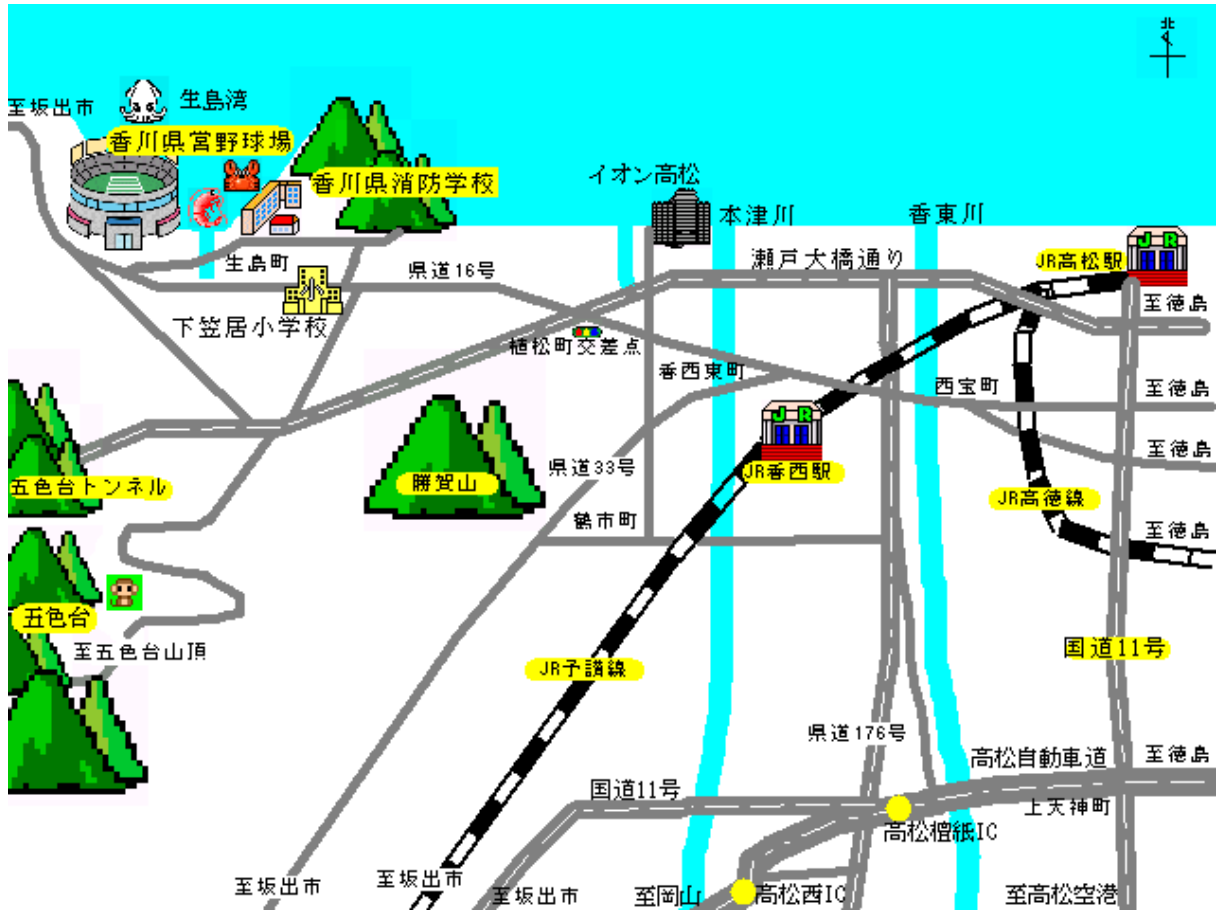 北
至坂出市
生島湾
香川県営野球場
香川県消防学校
イオン高松
本津川
香東川
生島町
県道16号
瀬戸大橋通り
JR高松駅
JR
至徳島
小
下笠居小学校
植松町交差点
香西東町
西宝町
至徳島
JR
至徳島
五色台トンネル
勝賀山
県道33号
JR香西駅
JR高徳線
鶴市町
至徳島
五色台
至五色台山頂
JR予讃線
国道11号
県道176号
高松自動車道
至徳島
国道11号
上天神町
高松檀紙IC
至坂出市
至坂出市
至坂出市
至岡山
高松西IC
至高松空港